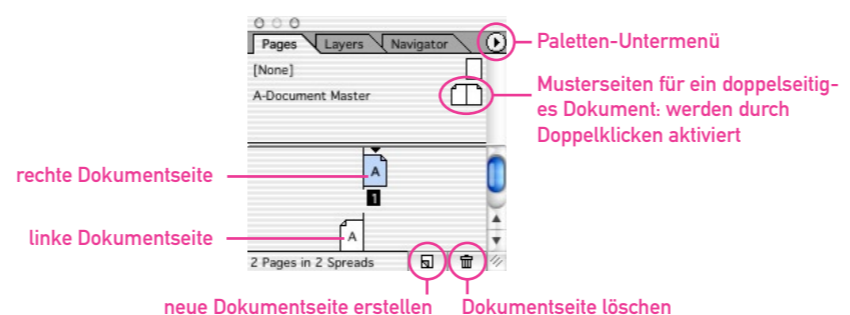 Pages Layers Navigator
Paletten-Untermenü
[None]
A-Document Master
Musterseiten für ein doppelseitig-
es Dokument: werden durch
Doppelklicken aktiviert
rechte Dokumentseite
A
1
linke Dokumentseite
A
2 Pages in 2 Spreads
neue Dokumentseite erstellen
Dokumentseite löschen